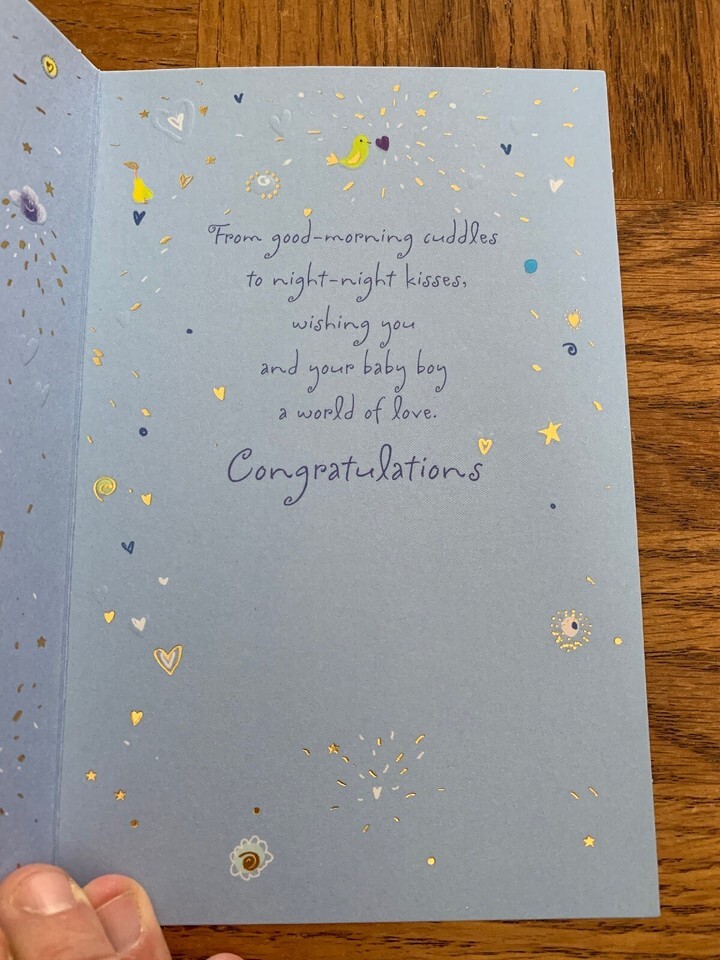 From good-morning cuddles
to night-night kisses,
wishing you
and your baby boy
a world of love.
Congratulations